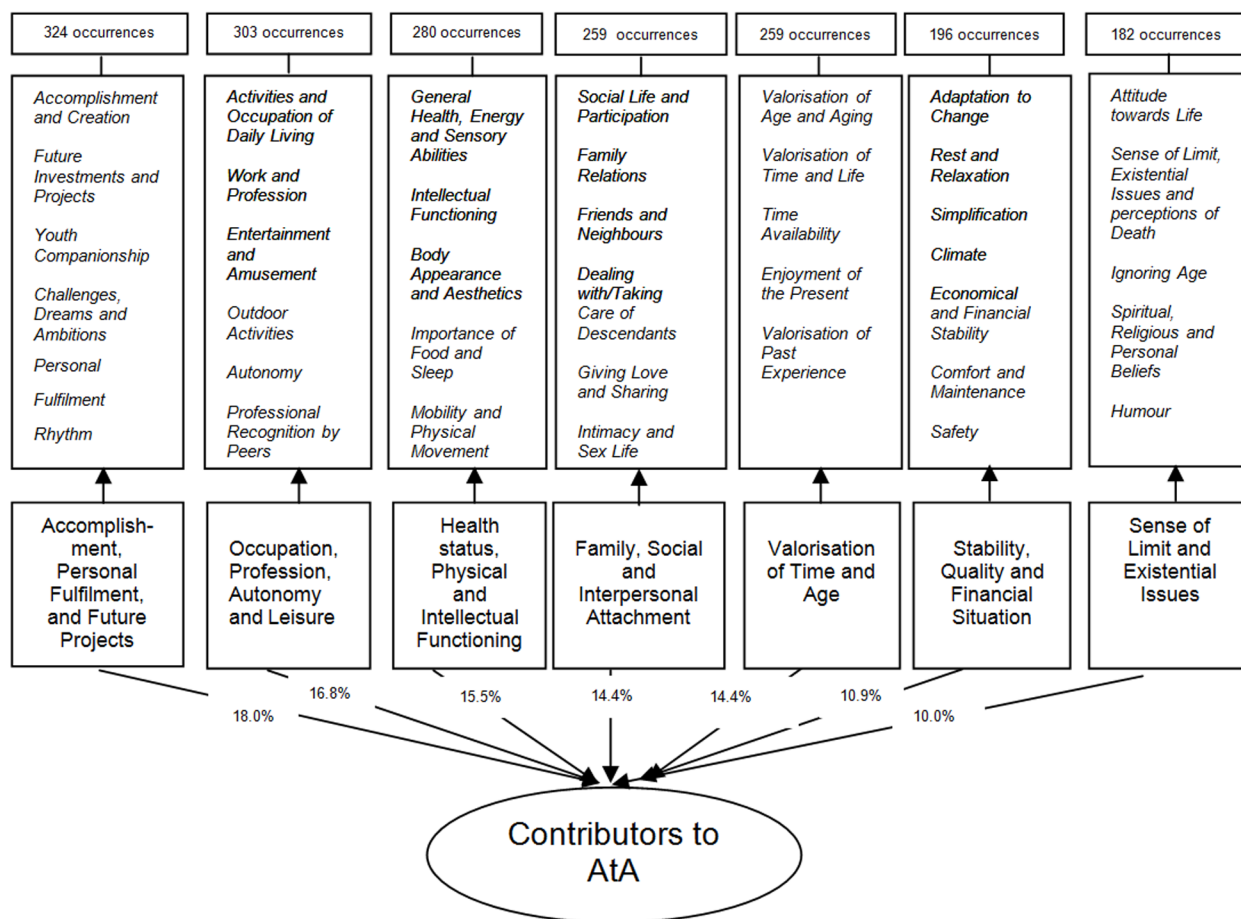 324 occurrences
303 occurrences
280 occurrences
259 occurrences
259 occurrences
196 occurrences
182 occurrences
Accomplishment
and Creation
Future
Investments and
Projects
Youth
Companionship
Challenges,
Dreams and
Ambitions
Personal
Fulfilment
Rhythm
Activities and
Occupation of
Daily Living
Work and
Profession
Entertainment
and
Amusement
Outdoor
Activities
Autonomy
Professional
Recognition by
Peers
General
Health, Energy
and Sensory
Abilities
Intellectual
Functioning
Body
Appearance
and Aesthetics
Importance of
Food and
Sleep
Mobility and
Physical
Movement
Social Life and
Participation
Family
Relations
Friends and
Neighbours
Dealing
with/Taking
Care of
Descendants
Giving Love
and Sharing
Intimacy and
Sex Life
Valorisation of
Age and Aging
Valorisation of
Time and Life
Time
Availability
Enjoyment of
the Present
Valorisation of
Past
Experience
Adaptation to
Change
Rest and
Relaxation
Simplification
Climate
Economical
and Financial
Stability
Comfort and
Maintenance
Safety
Attitude
towards Life
Sense of Limit,
Existential
Issues and
perceptions of
Death
Ignoring Age
Spiritual,
Religious and
Personal
Beliefs
Humour
Accomplish-
ment,
Personal
Fulfilment,
and Future
Projects
Occupation,
Profession,
Autonomy
and Leisure
Health
status,
Physical
and
Intellectual
Functioning
Family, Social
and
Interpersonal
Attachment
Valorisation
of Time and
Age
Stability,
Quality and
Financial
Situation
Sense of
Limit and
Existential
Issues
18.0%
16.8%
15.5%
14.4%
14.4%
10.9%
10.0%
Contributors to
AtA